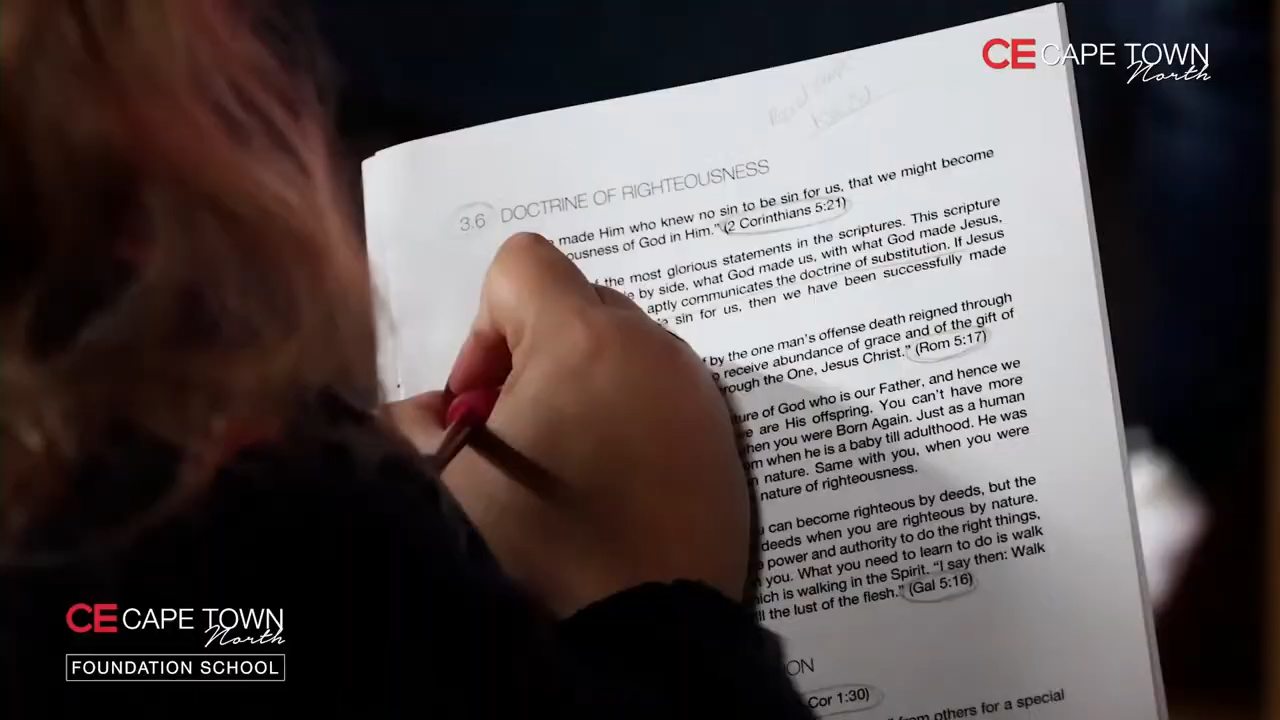 CE CAPE TOWN
North
3.6 DOCTRINE OF RIGHTEOUSNESS
made Him who knew no sin to be sin for us, that we might become
ousness of God in Him." (2 Corinthians 5:21)
the most glorious statements in the scriptures. This scripture
by side, what God made us, with what God made Jesus,
aptly communicates the doctrine of substitution. If Jesus
sin for us, then we have been successfully made
by the one man's offense death reigned through
receive abundance of grace and of the gift of
rough the One, Jesus Christ." (Rom 5:17)
ture of God who is our Father, and hence we
are His offspring. You can't have more
hen you were Born Again. Just as a human
om when he is a baby till adulthood. He was
nature. Same with you, when you were
nature of righteousness.
can become righteous by deeds, but the
deeds when you are righteous by nature.
power and authority to do the right things,
you. What you need to learn to do is walk
ich is walking in the Spirit. "I say then: Walk
ll the lust of the flesh." (Gal 5:16)
ON
Cor 1:30)
from others for a special
CE CAPE TOWN
North
FOUNDATION SCHOOL